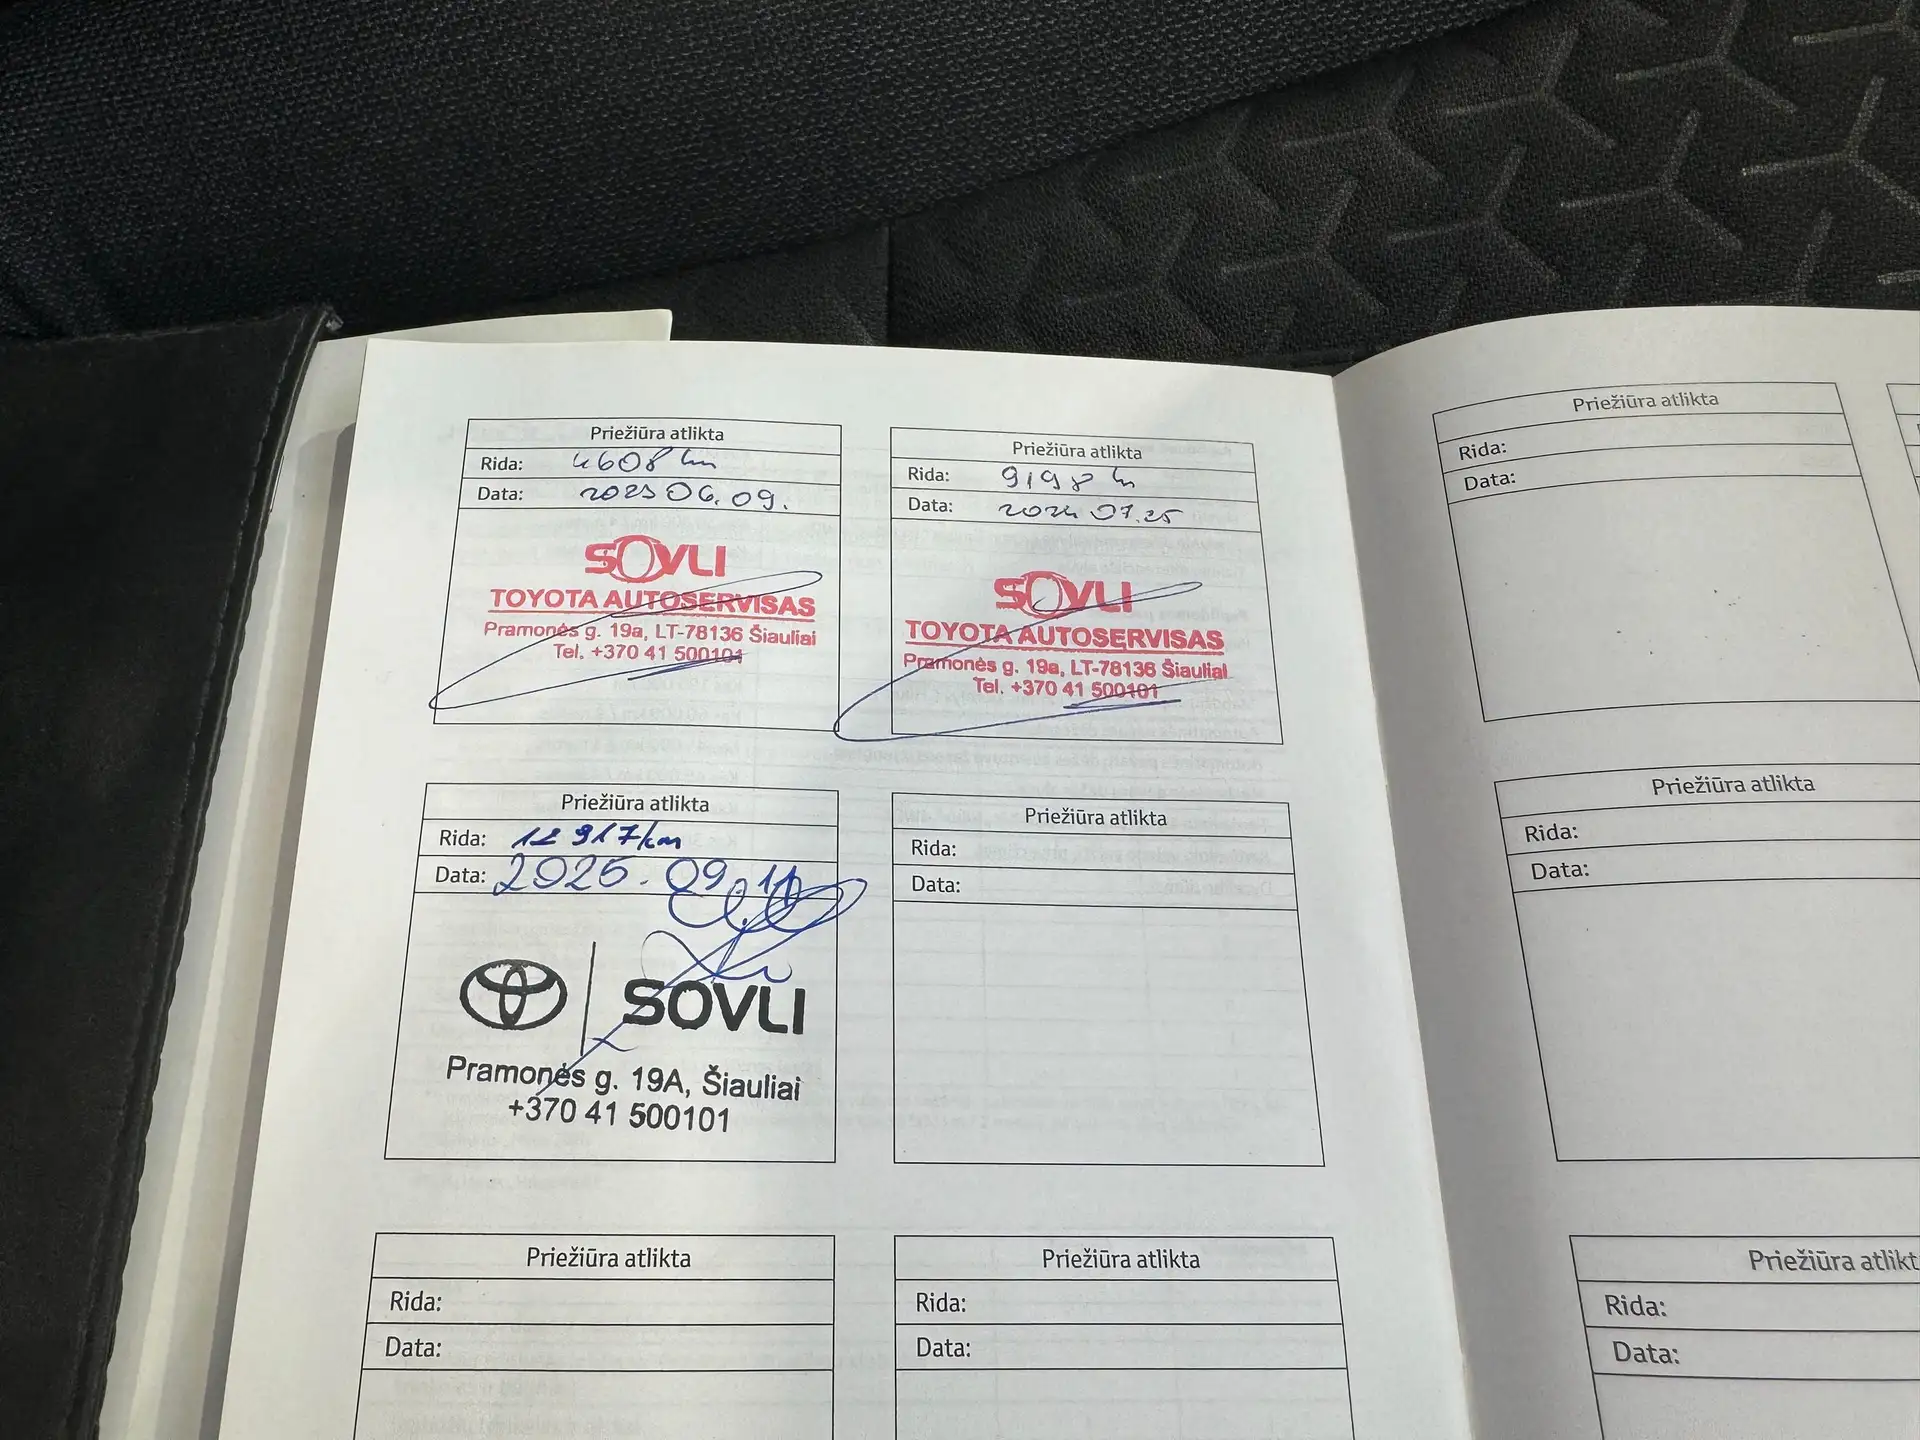 Priežiūra atlikta
Rida: 4608 km
Data: 2023 06.09.
SOVLI
TOYOTA AUTOSERVISAS
Pramonės g. 19a, LT-78136 Šiauliai
Tel. +370 41 500101
Priežiūra atlikta
Rida: 9198 km
Data: 2024 07.25
SOVLI
TOYOTA AUTOSERVISAS
Pramonės g. 19a, LT-78136 Šiauliai
Tel. +370 41 500101
Priežiūra atlikta
Rida:
Data:
Priežiūra atlikta
Rida: 12 917 km
Data: 2025. 09.
SOVLI
Pramonės g. 19A, Šiauliai
+370 41 500101
Priežiūra atlikta
Rida:
Data:
Priežiūra atlikta
Rida:
Data:
Priežiūra atlikta
Rida:
Data:
Priežiūra atlikta
Rida:
Data:
Priežiūra atlikt
Rida:
Data: